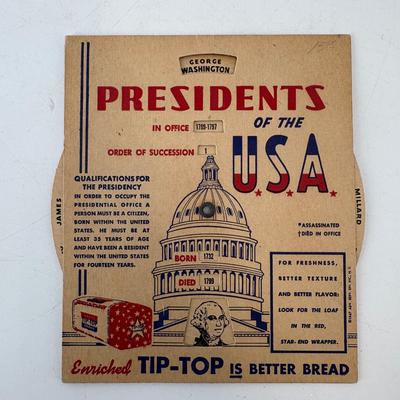 GEORGE
WASHINGTON
PRESIDENTS
OF THE
U.S.A.
IN OFFICE 1789-1797
ORDER OF SUCCESSION 1
QUALIFICATIONS FOR
THE PRESIDENCY
IN ORDER TO OCCUPY THE
PRESIDENTIAL OFFICE A
PERSON MUST BE A CITIZEN,
BORN WITHIN THE UNITED
STATES. HE MUST BE AT
LEAST 35 YEARS OF AGE
AND HAVE BEEN A RESIDENT
WITHIN THE UNITED STATES
FOR FOURTEEN YEARS.
JAMES
MILLARD
*ASSASSINATED
†DIED IN OFFICE
BORN 1732
DIED 1799
FOR FRESHNESS,
BETTER TEXTURE
AND BETTER FLAVOR:
LOOK FOR THE LOAF
IN THE RED,
STAR-END WRAPPER.
Enriched TIP-TOP IS BETTER BREAD